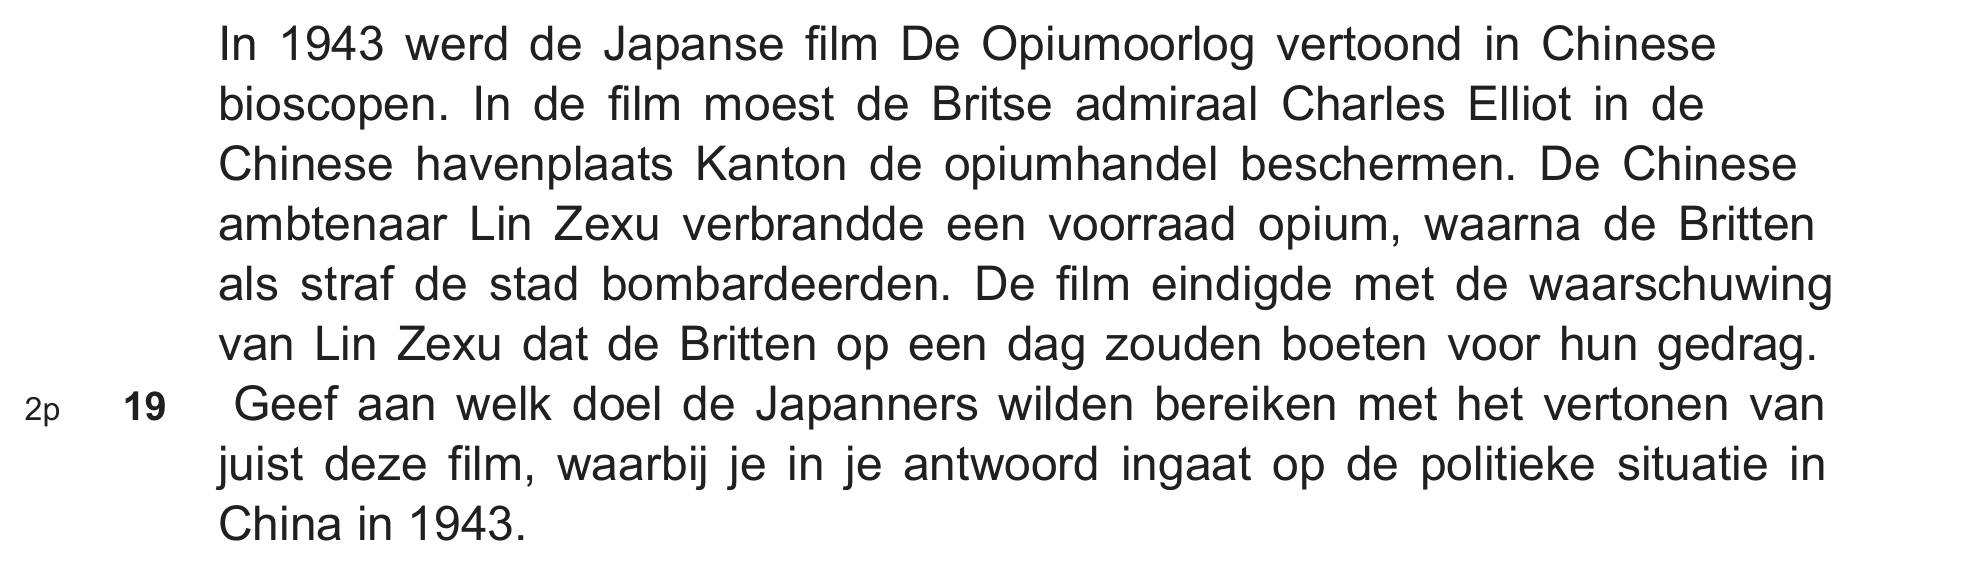 In 1943 werd de Japanse film De Opiumoorlog vertoond in Chinese
bioscopen. In de film moest de Britse admiraal Charles Elliot in de
Chinese havenplaats Kanton de opiumhandel beschermen. De Chinese
ambtenaar Lin Zexu verbrandde een voorraad opium, waarna de Britten
als straf de stad bombardeerden. De film eindigde met de waarschuwing
van Lin Zexu dat de Britten op een dag zouden boeten voor hun gedrag.
2p 19 Geef aan welk doel de Japanners wilden bereiken met het vertonen van
juist deze film, waarbij je in je antwoord ingaat op de politieke situatie in
China in 1943.